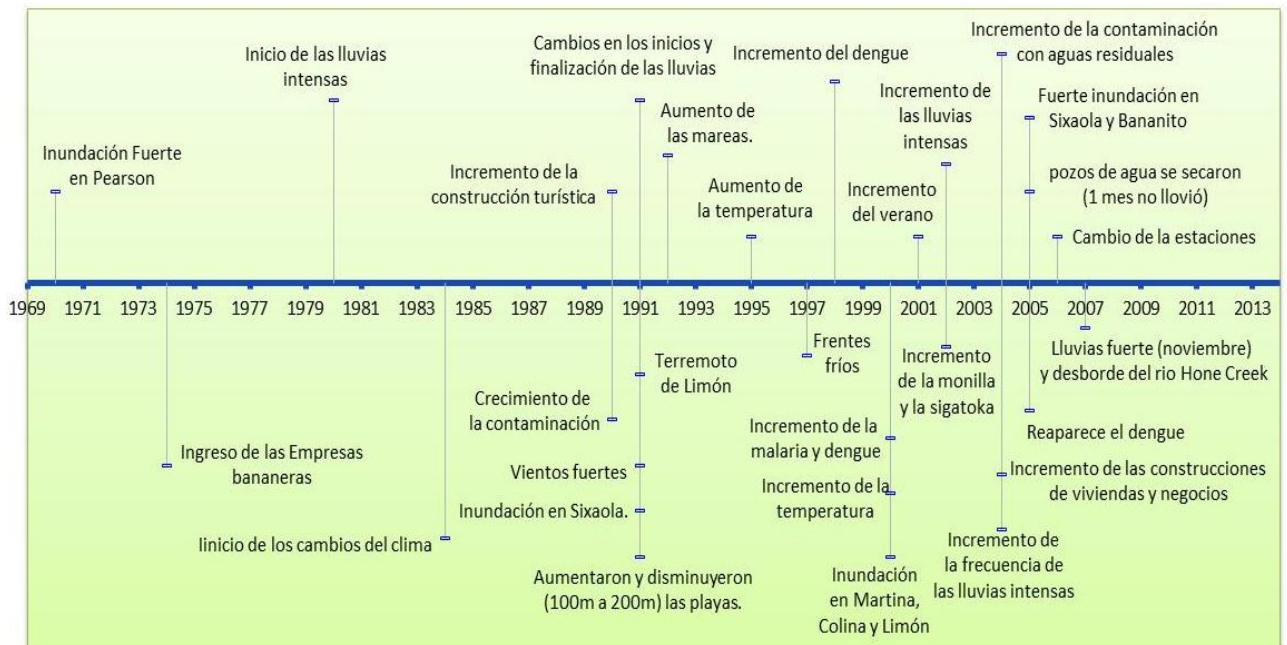 Inicio de las lluvias
intensas
Cambios en los inicios y
finalización de las lluvias
Incremento del dengue
Incremento de la contaminación
con aguas residuales
Incremento de
las lluvias
intensas
Fuerte inundación en
Sixaola y Bananito
Aumento de
las mareas.
Inundación Fuerte
en Pearson
Incremento de la
construcción turística
Aumento de
la temperatura
Incremento
del verano
pozos de agua se secaron
(1 mes no llovió)
Cambio de la estaciones
1969 1971 1973 1975 1977 1979 1981 1983 1985 1987 1989 1991 1993 1995 1997 1999 2001 2003 2005 2007 2009 2011 2013
Terremoto
de Limón
Frentes
fríos
Incremento
de la monilla
y la sigatoka
Lluvias fuerte (noviembre)
y desborde del rio Hone Creek
Crecimiento de
la contaminación
Incremento de la
malaria y dengue
Reaparece el dengue
Ingreso de las Empresas
bananeras
Vientos fuertes
Incremento de la
temperatura
Incremento de las construcciones
de viviendas y negocios
Inundación en Sixaola.
Iinicio de los cambios del clima
Incremento de
la frecuencia de
las lluvias intensas
Aumentaron y disminuyeron
(100m a 200m) las playas.
Inundación
en Martina,
Colina y Limón